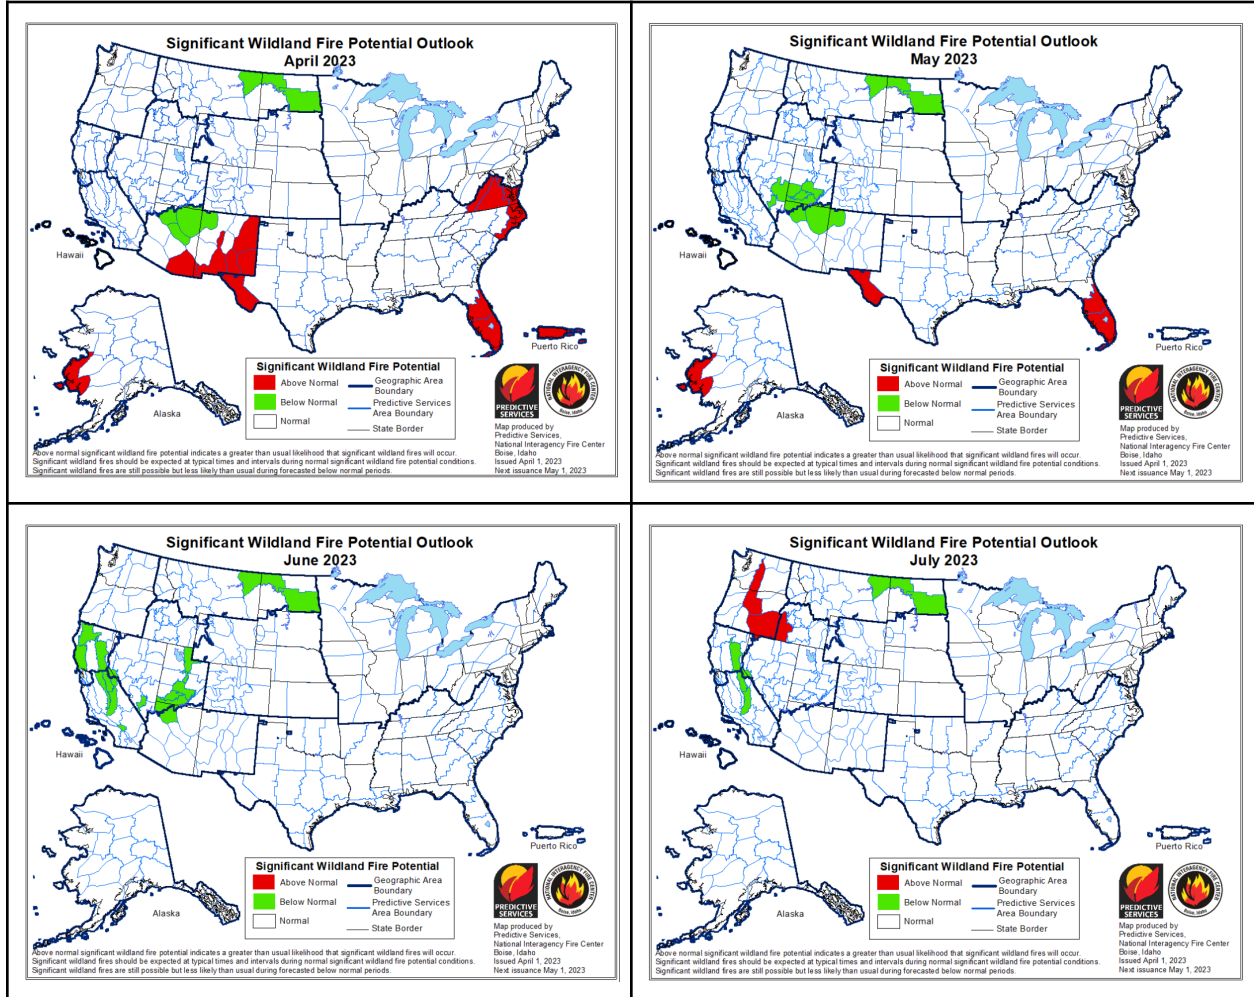 Significant Wildland Fire Potential Outlook
April 2023
Hawaii
Alaska
Puerto Rico
Significant Wildland Fire Potential
Above Normal
Below Normal
Normal
Geographic Area
Boundary
Predictive Services
Area Boundary
State Border
PREDICTIVE
SERVICES
NATIONAL INTERAGENCY FIRE CENTER
Boise, Idaho
Map produced by
Predictive Services,
National Interagency Fire Center
Boise, Idaho
Issued April 1, 2023
Next issuance May 1, 2023
Above normal significant wildland fire potential indicates a greater than usual likelihood that significant wildland fires will occur.
Significant wildland fires should be expected at typical times and intervals during normal significant wildland fire potential conditions.
Significant wildland fires are still possible but less likely than usual during forecasted below normal periods.
Significant Wildland Fire Potential Outlook
May 2023
Hawaii
Alaska
Puerto Rico
Significant Wildland Fire Potential
Above Normal
Below Normal
Normal
Geographic Area
Boundary
Predictive Services
Area Boundary
State Border
PREDICTIVE
SERVICES
NATIONAL INTERAGENCY FIRE CENTER
Boise, Idaho
Map produced by
Predictive Services,
National Interagency Fire Center
Boise, Idaho
Issued April 1, 2023
Next issuance May 1, 2023
Above normal significant wildland fire potential indicates a greater than usual likelihood that significant wildland fires will occur.
Significant wildland fires should be expected at typical times and intervals during normal significant wildland fire potential conditions.
Significant wildland fires are still possible but less likely than usual during forecasted below normal periods.
Significant Wildland Fire Potential Outlook
June 2023
Hawaii
Alaska
Puerto Rico
Significant Wildland Fire Potential
Above Normal
Below Normal
Normal
Geographic Area
Boundary
Predictive Services
Area Boundary
State Border
PREDICTIVE
SERVICES
NATIONAL INTERAGENCY FIRE CENTER
Boise, Idaho
Map produced by
Predictive Services,
National Interagency Fire Center
Boise, Idaho
Issued April 1, 2023
Next issuance May 1, 2023
Above normal significant wildland fire potential indicates a greater than usual likelihood that significant wildland fires will occur.
Significant wildland fires should be expected at typical times and intervals during normal significant wildland fire potential conditions.
Significant wildland fires are still possible but less likely than usual during forecasted below normal periods.
Significant Wildland Fire Potential Outlook
July 2023
Hawaii
Alaska
Puerto Rico
Significant Wildland Fire Potential
Above Normal
Below Normal
Normal
Geographic Area
Boundary
Predictive Services
Area Boundary
State Border
PREDICTIVE
SERVICES
NATIONAL INTERAGENCY FIRE CENTER
Boise, Idaho
Map produced by
Predictive Services,
National Interagency Fire Center
Boise, Idaho
Issued April 1, 2023
Next issuance May 1, 2023
Above normal significant wildland fire potential indicates a greater than usual likelihood that significant wildland fires will occur.
Significant wildland fires should be expected at typical times and intervals during normal significant wildland fire potential conditions.
Significant wildland fires are still possible but less likely than usual during forecasted below normal periods.